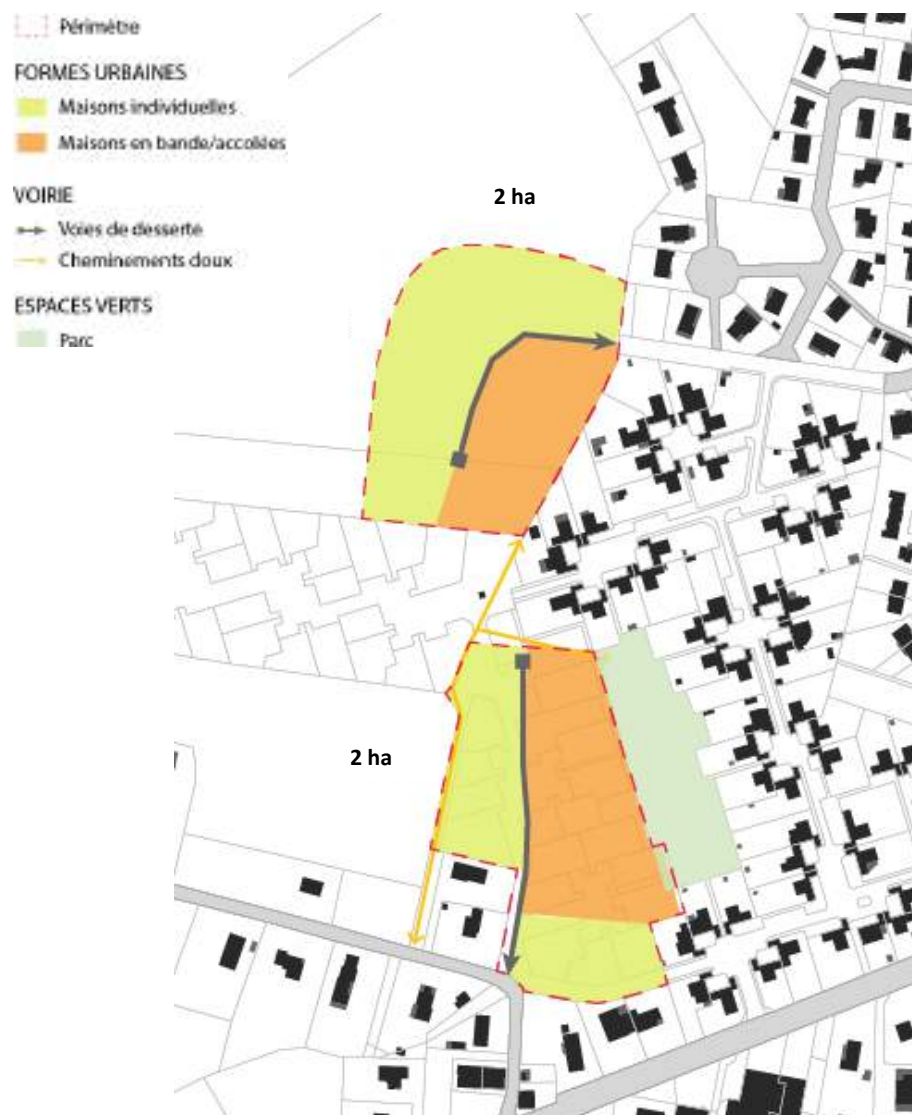 Périmètre
FORMES URBAINES
Maisons individuelles
Maisons en bande/accolées
VOIRIE
Voies de desserte
Cheminements doux
ESPACES VERTS
Parc
2 ha
2 ha